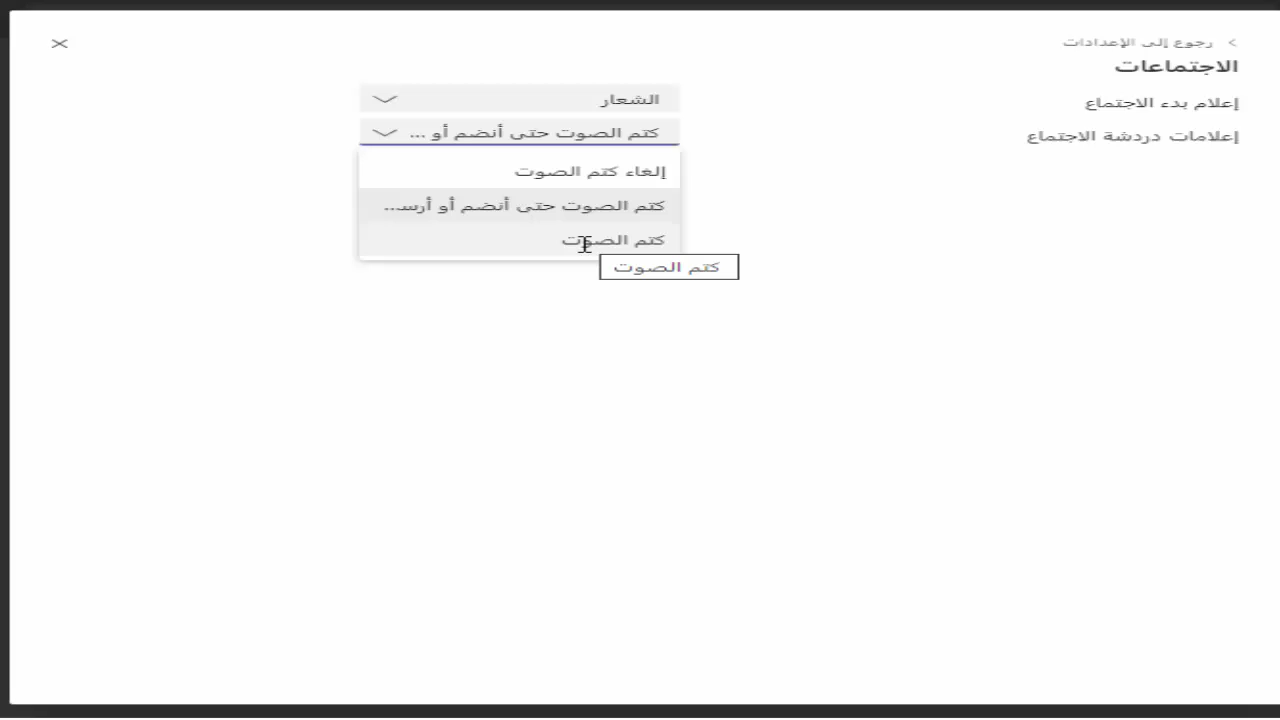 رجوع إلى الإعدادات
الاجتماعات
إعلام بدء الاجتماع
الشعار
إعلامات دردشة الاجتماع
كتم الصوت حتى أنضم أو ...
إلغاء كتم الصوت
كتم الصوت حتى أنضم أو أرسـ...
كتم الصوت
كتم الصوت